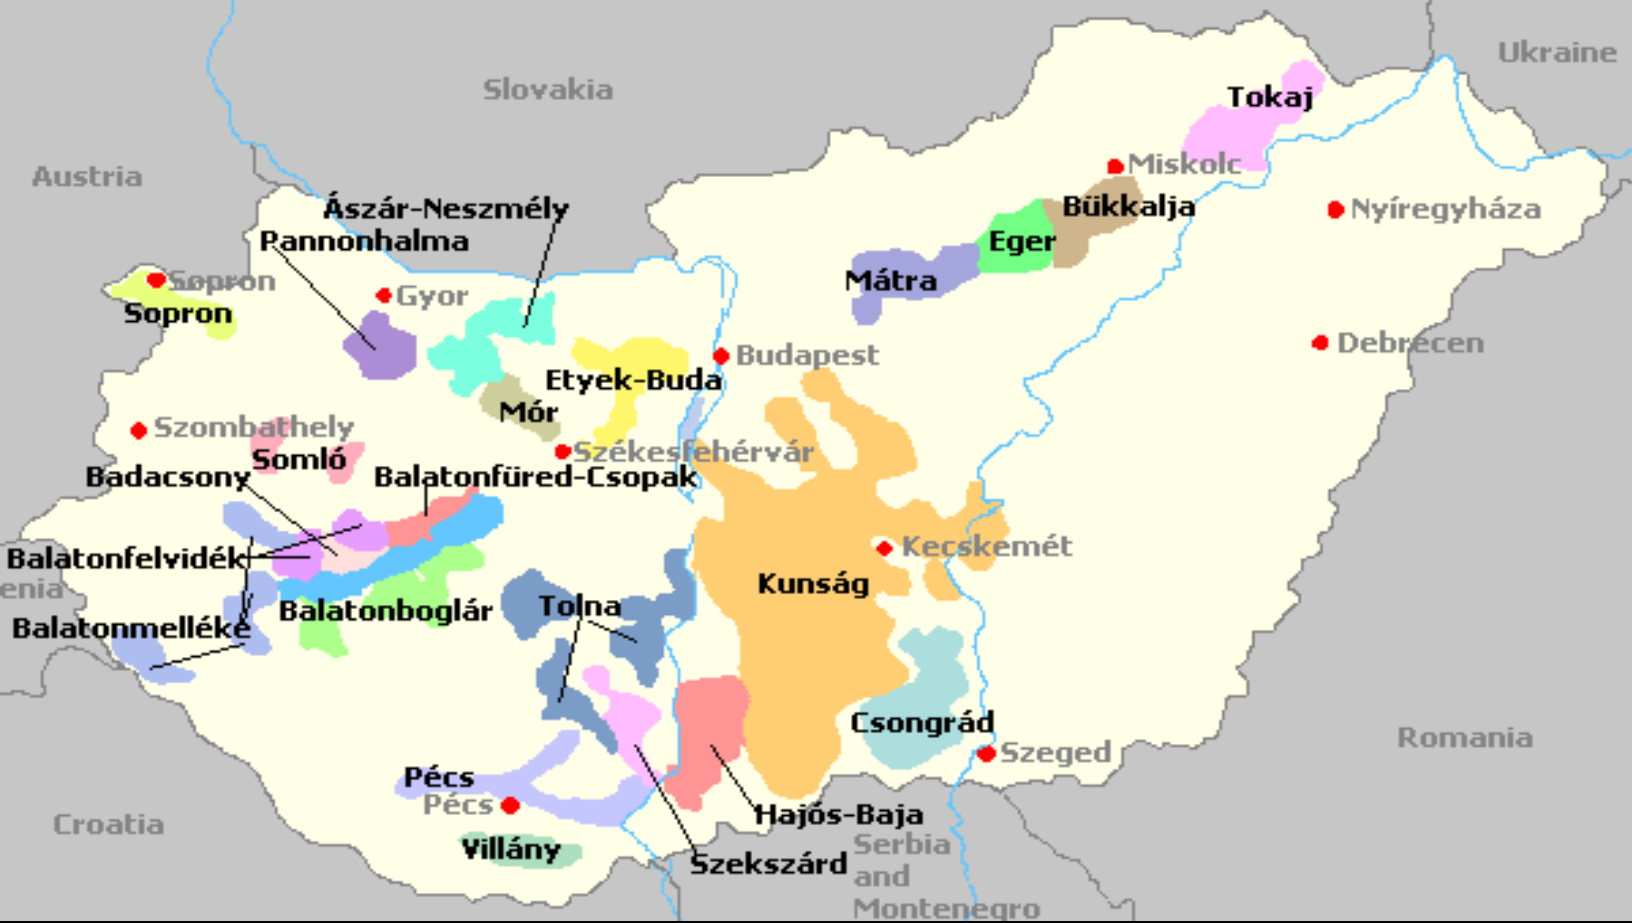 Ukraine
Slovakia
Tokaj
Austria
Miskolc
Ászár-Neszmély
Bükkalja
Nyíregyháza
Pannonhalma
Eger
Sopron
Mátra
Gyor
Sopron
Budapest
Debrecen
Etyek-Buda
Mór
Szombathely
Székesfehérvár
Somló
Badacsony
Balatonfüred-Csopak
Kecskemét
Balatonfelvidék
enia
Kunság
Balatonboglár
Tolna
Balatonmelléke
Csongrád
Szeged
Romania
Pécs
Pécs
Hajós-Baja
Croatia
Villány
Szekszárd
Serbia
and
Montenegro